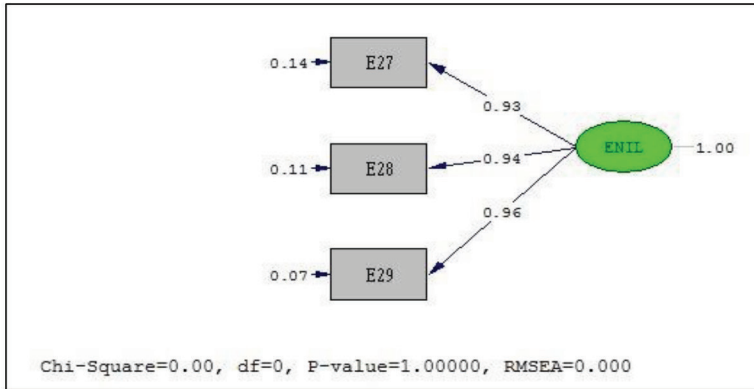 0.14 E27
0.93
ENIL 1.00
0.11 E28 0.94
0.96
0.07 E29
Chi-Square=0.00, df=0, P-value=1.00000, RMSEA=0.000